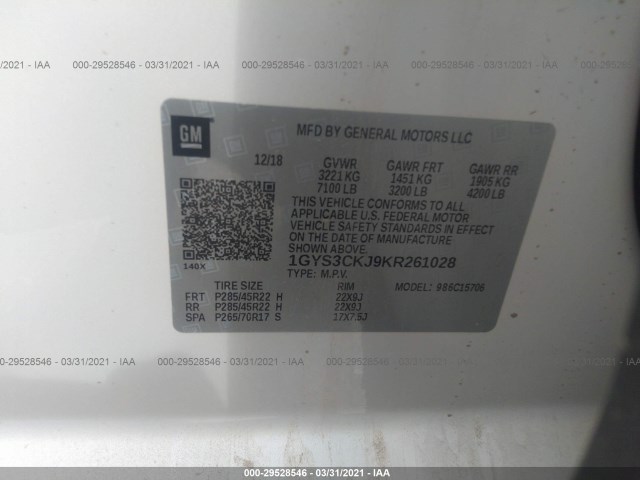 /31/2021 - IAA
000-29528546 - 03/31/2021 - IAA
000-29528546 - 03/31/2021 - IAA
000-2952
GM
MFD BY GENERAL MOTORS LLC
12/18
GVWR GAWR FRT GAWR RR
3221 KG 1451 KG 1905 KG
7100 LB 3200 LB 4200 LB
THIS VEHICLE CONFORMS TO ALL
APPLICABLE U.S. FEDERAL MOTOR
VEHICLE SAFETY STANDARDS IN
EFFECT ON THE DATE OF MANUFACTURE
SHOWN ABOVE.
1GYS3CKJ9KR261028
TYPE: M.P.V.
MODEL: 986C15706
140X
TIRE SIZE RIM
FRT P285/45R22 H 22X9J
RR P285/45R22 H 22X9J
SPA P265/70R17 S 17X7.5J
/31/2021 - IAA
000-29528546 - 03/31/2021 - IAA
000-29528546 - 03/31/2021 - IAA
000-2952
000-29528546 - 03/31/2021 - IAA